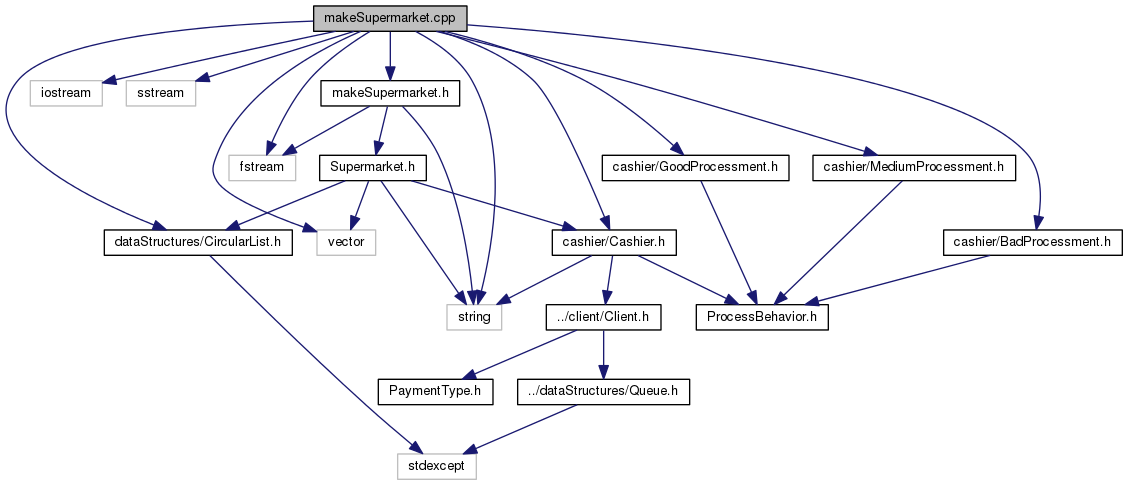 makeSupermarket.cpp
iostream
sstream
makeSupermarket.h
fstream
Supermarket.h
cashier/GoodProcessment.h
cashier/MediumProcessment.h
dataStructures/CircularList.h
vector
cashier/Cashier.h
cashier/BadProcessment.h
string
../client/Client.h
ProcessBehavior.h
PaymentType.h
../dataStructures/Queue.h
stdexcept